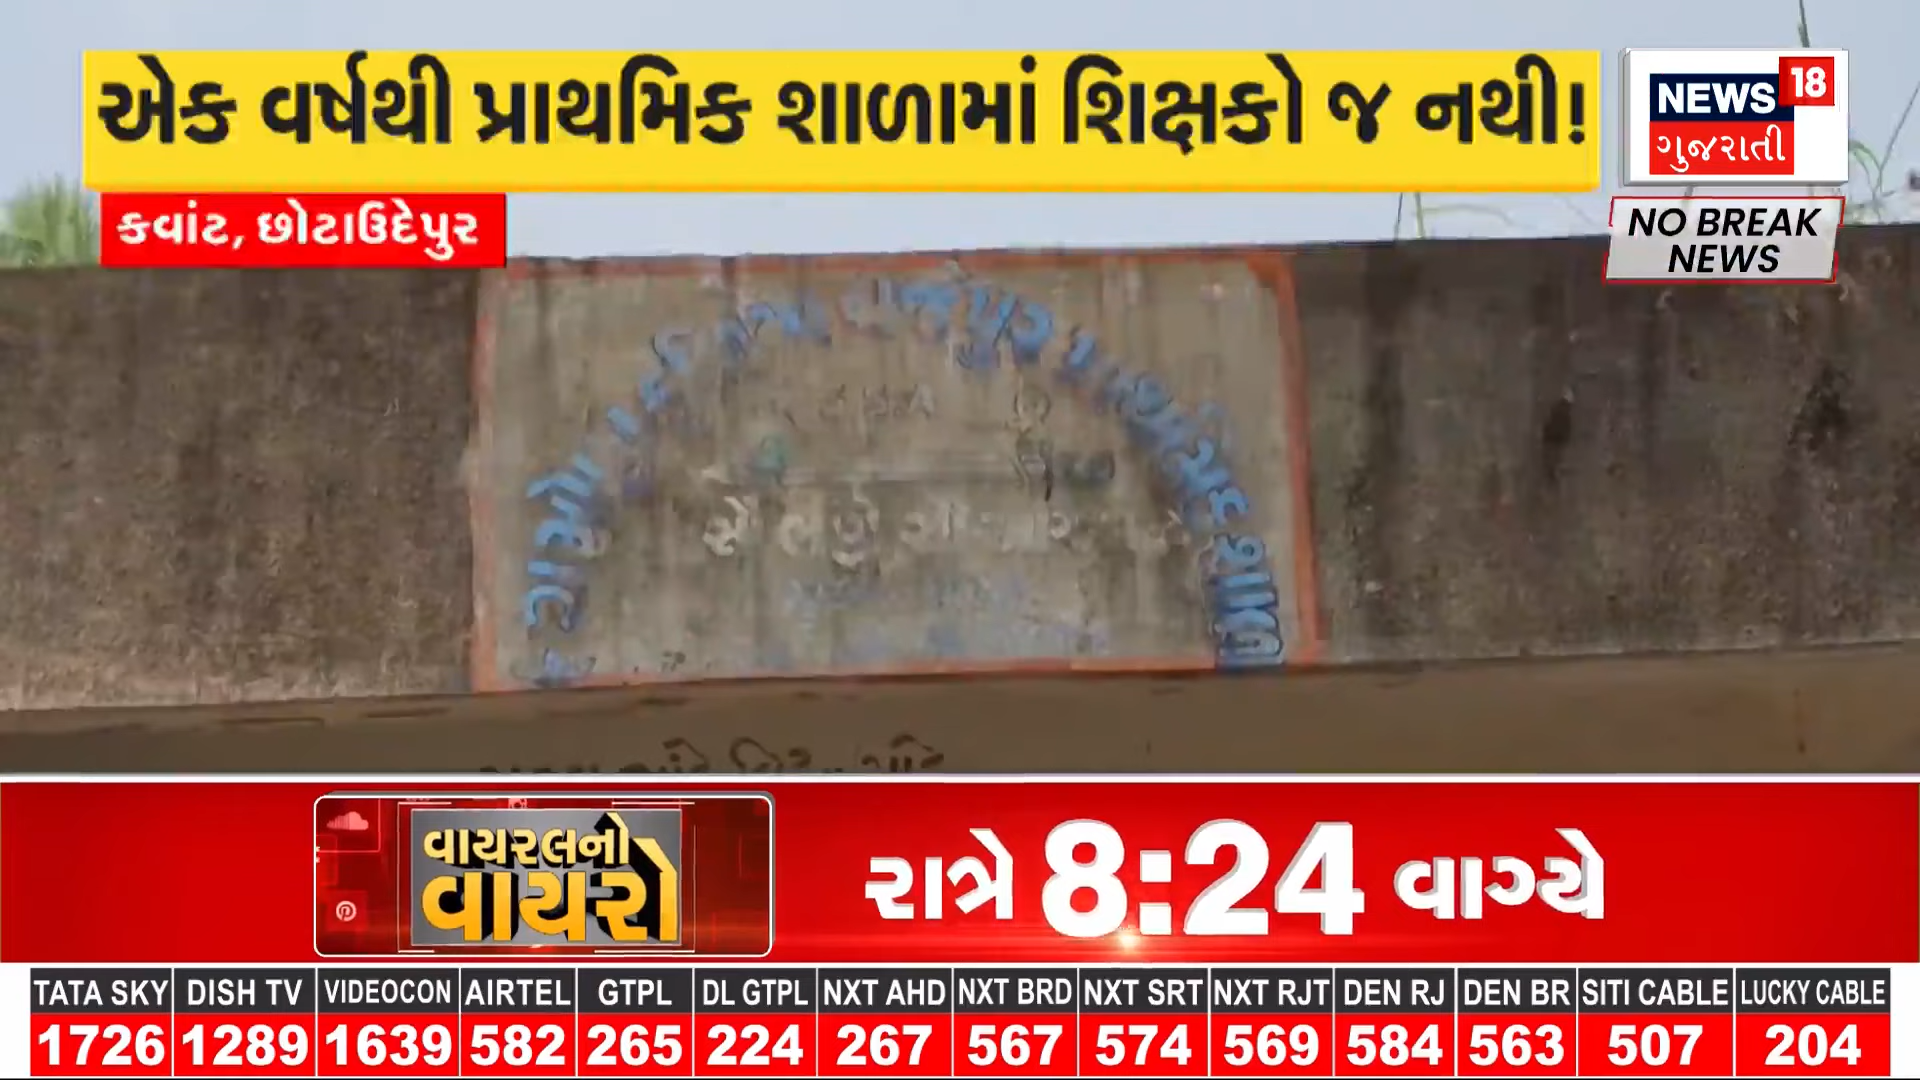 એક વર્ષથી પ્રાથમિક શાળામાં શિક્ષકો જ નથી!
NEWS 18
ગુજરાતી
કવાંટ, છોટાઉદેપુર
NO BREAK
NEWS
શાળા
વાયરલનો
વાયરો
રાત્રે 8:24 વાગ્યે
TATA SKY DISH TV VIDEOCON AIRTEL GTPL DL GTPL NXT AHD NXT BRD NXT SRT NXT RJT DEN RJ DEN BR SITI CABLE LUCKY CABLE
1726 1289 1639 582 265 224 267 567 574 569 584 563 507 204